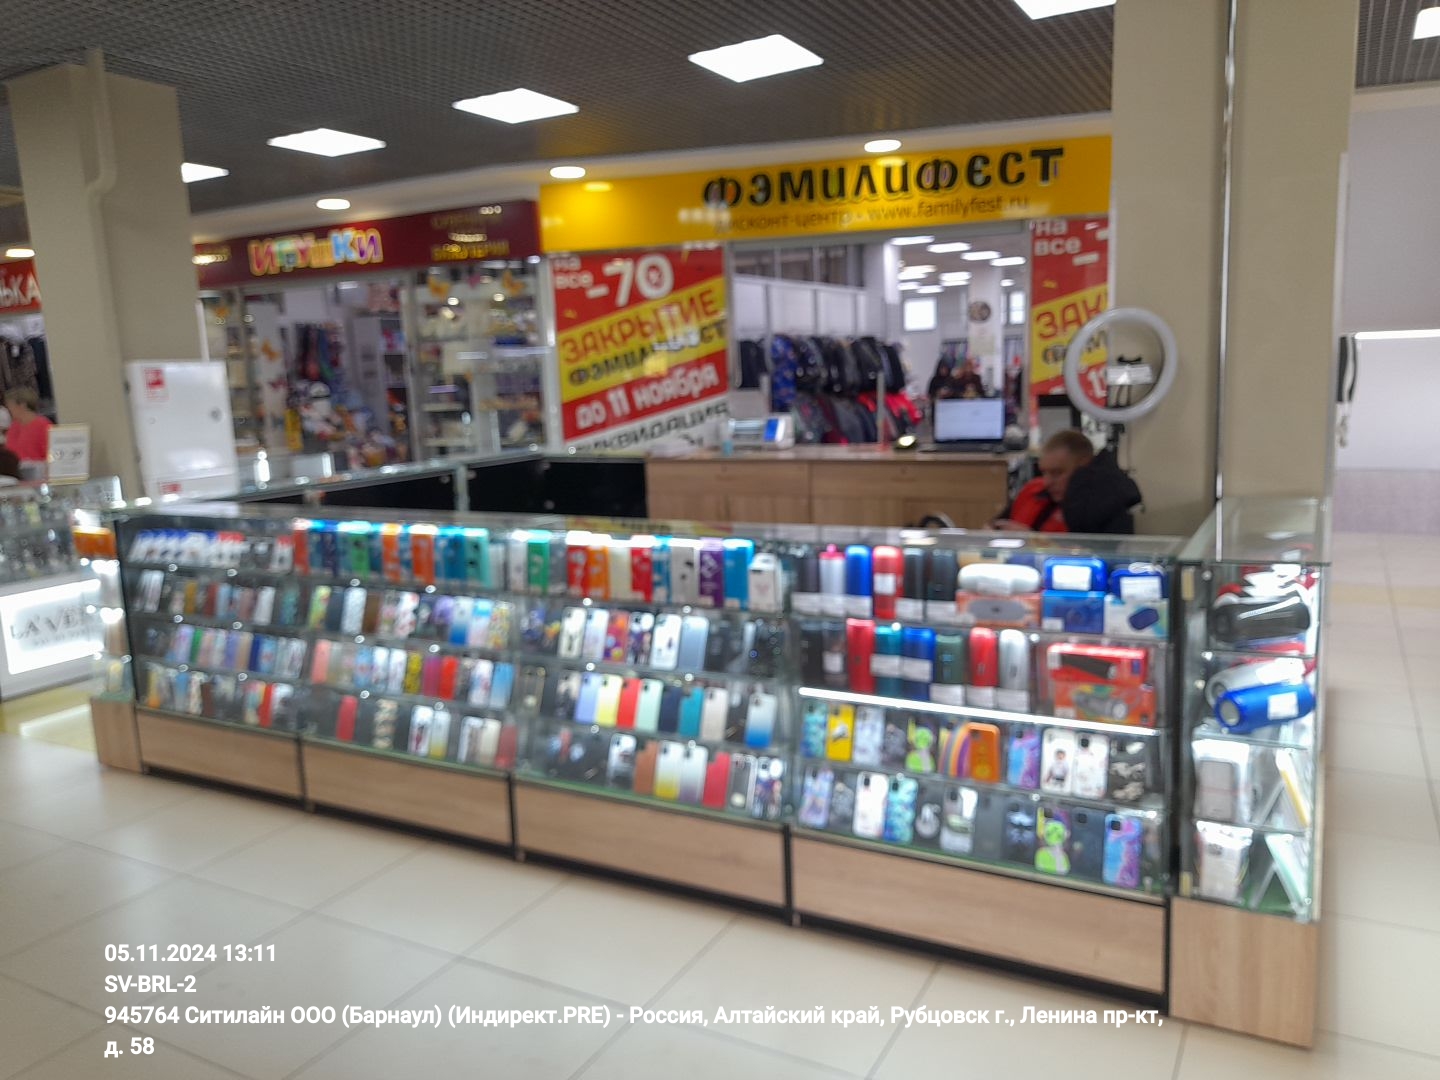 ФЭМИЛИФЕСТ
дисконт-центр - www.familyfest.ru
ИГРУШКИ
на
все -70
ЗАКРЫТИЕ
ФЭМИЛИФЕСТ
до 11 ноября
ЛИКВИДАЦИЯ
на
все
05.11.2024 13:11
SV-BRL-2
945764 Ситилайн ООО (Барнаул) (Индирект.PRE) - Россия, Алтайский край, Рубцовск г., Ленина пр-кт,
д. 58